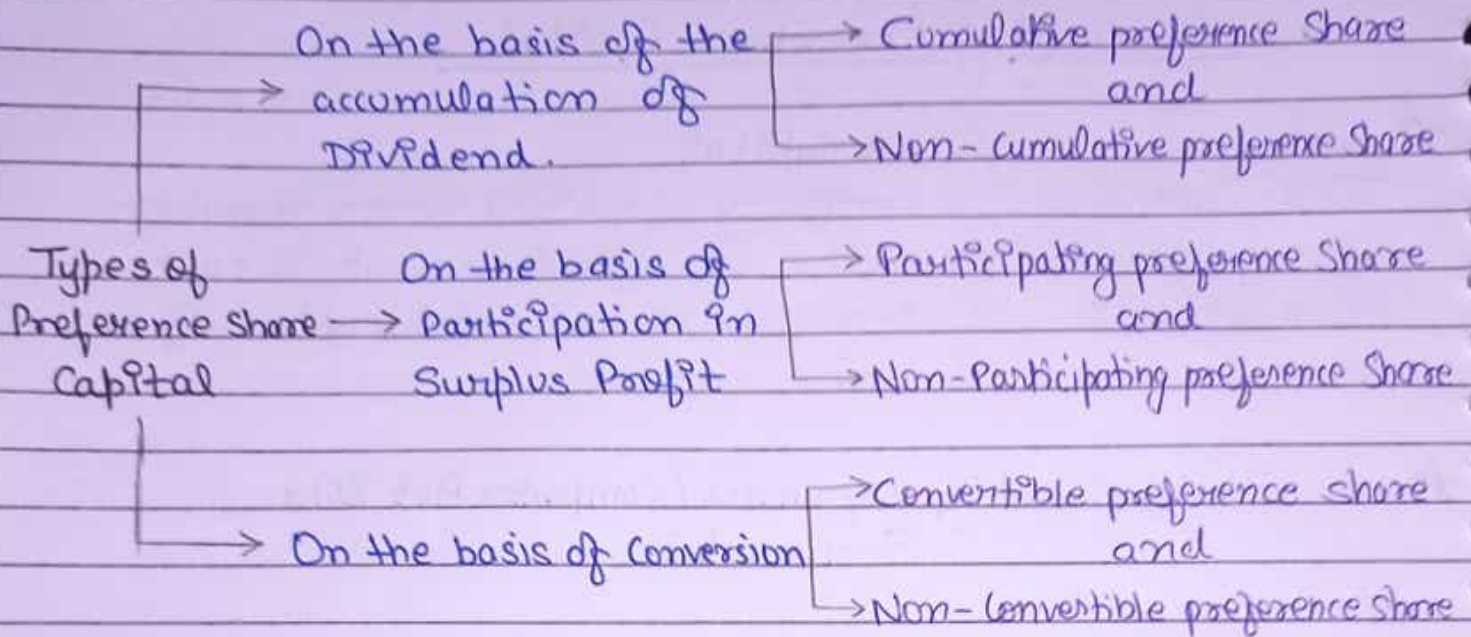 On the basis of the
accumulation of
Dividend.
Cumulative preference Share
and
Non-Cumulative preference Share
Types of
Preference Share
Capital
On the basis of
Participation in
Surplus Profit
Participating preference Share
and
Non-Participating preference Share
On the basis of Conversion
Convertible preference share
and
Non-Convertible preference share